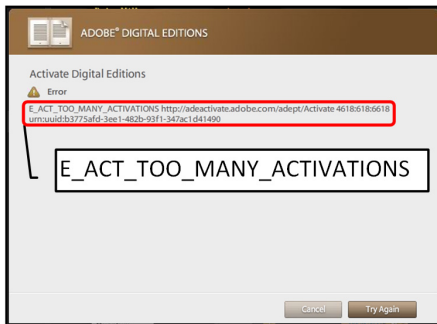 ADOBE® DIGITAL EDITIONS
Activate Digital Editions
Error
E_ACT_TOO_MANY_ACTIVATIONS http://adeactivate.adobe.com/adept/Activate 4618:618:6618
urn:uuid:b3775afd-3ee1-482b-93f1-347ac1d41490
E_ACT_TOO_MANY_ACTIVATIONS
Cancel
Try Again